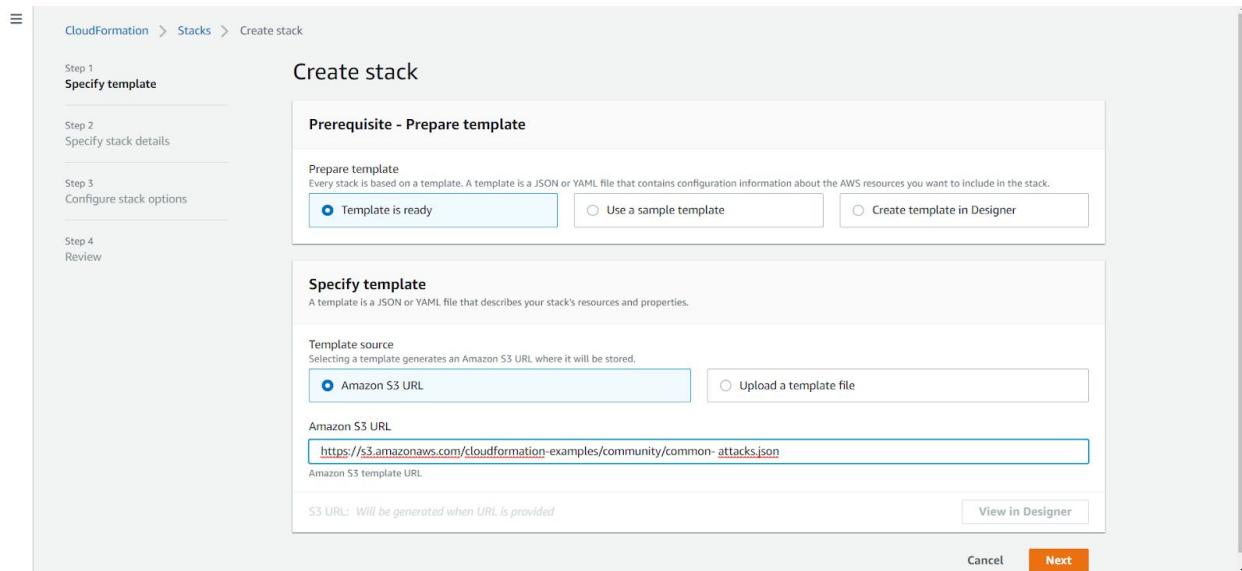 CloudFormation > Stacks > Create stack
Step 1
Specify template
Step 2
Specify stack details
Step 3
Configure stack options
Step 4
Review
Create stack
Prerequisite - Prepare template
Prepare template
Every stack is based on a template. A template is a JSON or YAML file that contains configuration information about the AWS resources you want to include in the stack.
Template is ready
Use a sample template
Create template in Designer
Specify template
A template is a JSON or YAML file that describes your stack's resources and properties.
Template source
Selecting a template generates an Amazon S3 URL where it will be stored.
Amazon S3 URL
Upload a template file
Amazon S3 URL
https://s3.amazonaws.com/cloudformation-examples/community/common- attacks.json
Amazon S3 template URL
S3 URL: Will be generated when URL is provided
View in Designer
Cancel
Next